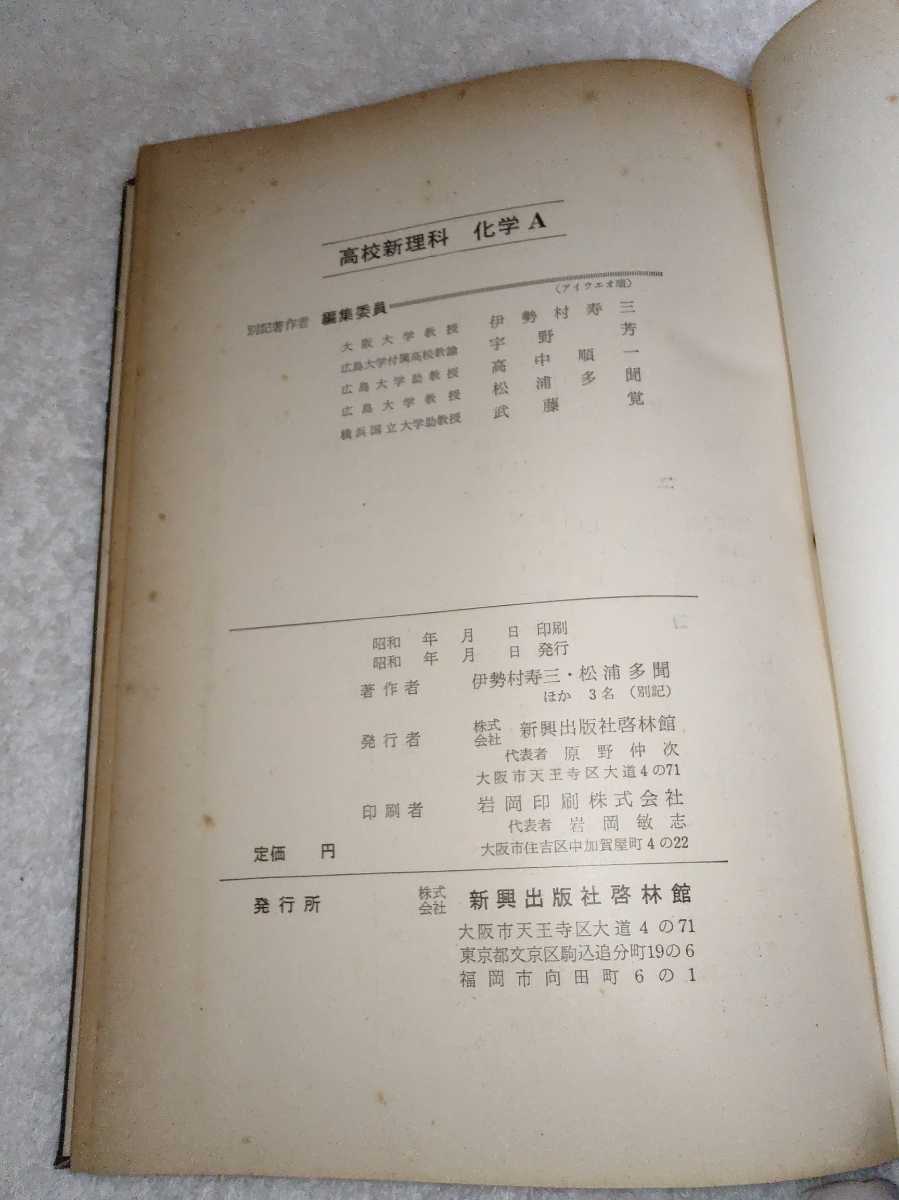 高校新理科 化学 A
別記著作者 編集委員 (アイウエオ順)
大阪大学教授 伊勢村寿三
広島大学付属高校教諭 宇野芳
広島大学助教授 高中順一
広島大学教授 松浦多聞
横浜国立大学助教授 武藤覚
昭和 年 月 日 印刷
昭和 年 月 日 発行
著作者 伊勢村寿三・松浦多聞
ほか 3名 (別記)
発行者 株式会社 新興出版社啓林館
代表者 原野仲次
大阪市天王寺区大道4の71
印刷者 岩岡印刷株式会社
代表者 岩岡敏志
定価 円 大阪市住吉区中加賀屋町4の22
発行所 株式会社 新興出版社啓林館
大阪市天王寺区大道4の71
東京都文京区駒込追分町19の6
福岡市向田町6の1